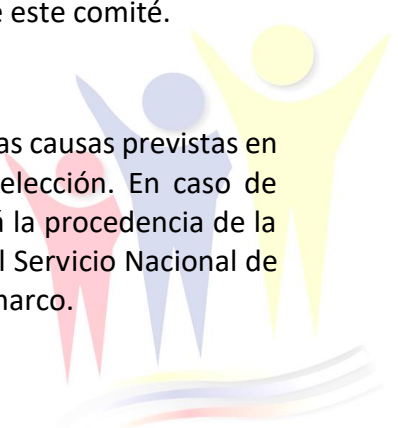 este comité.
as causas previstas en
elección. En caso de
la procedencia de la
l Servicio Nacional de
narco.